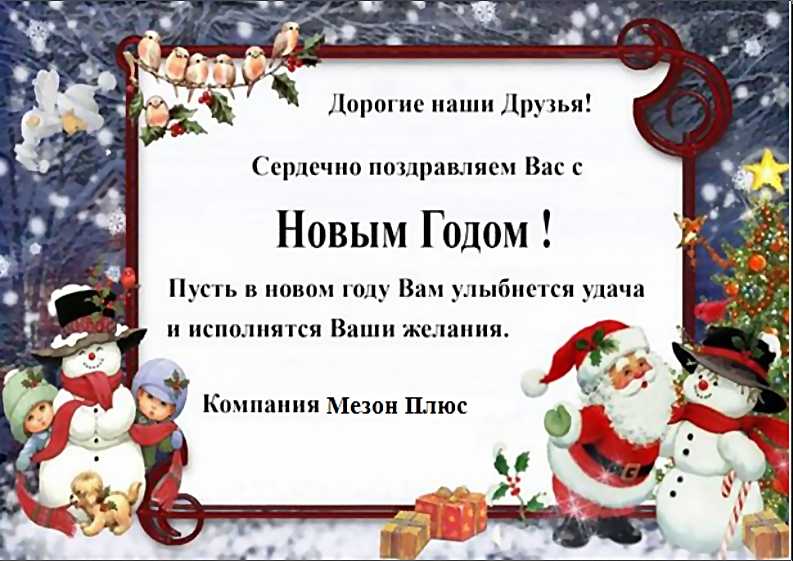 Дорогие наши Друзья!
Сердечно поздравляем Вас с
Новым Годом !
Пусть в новом году Вам улыбнется удача
и исполнятся Ваши желания.
Компания Мезон Плюс